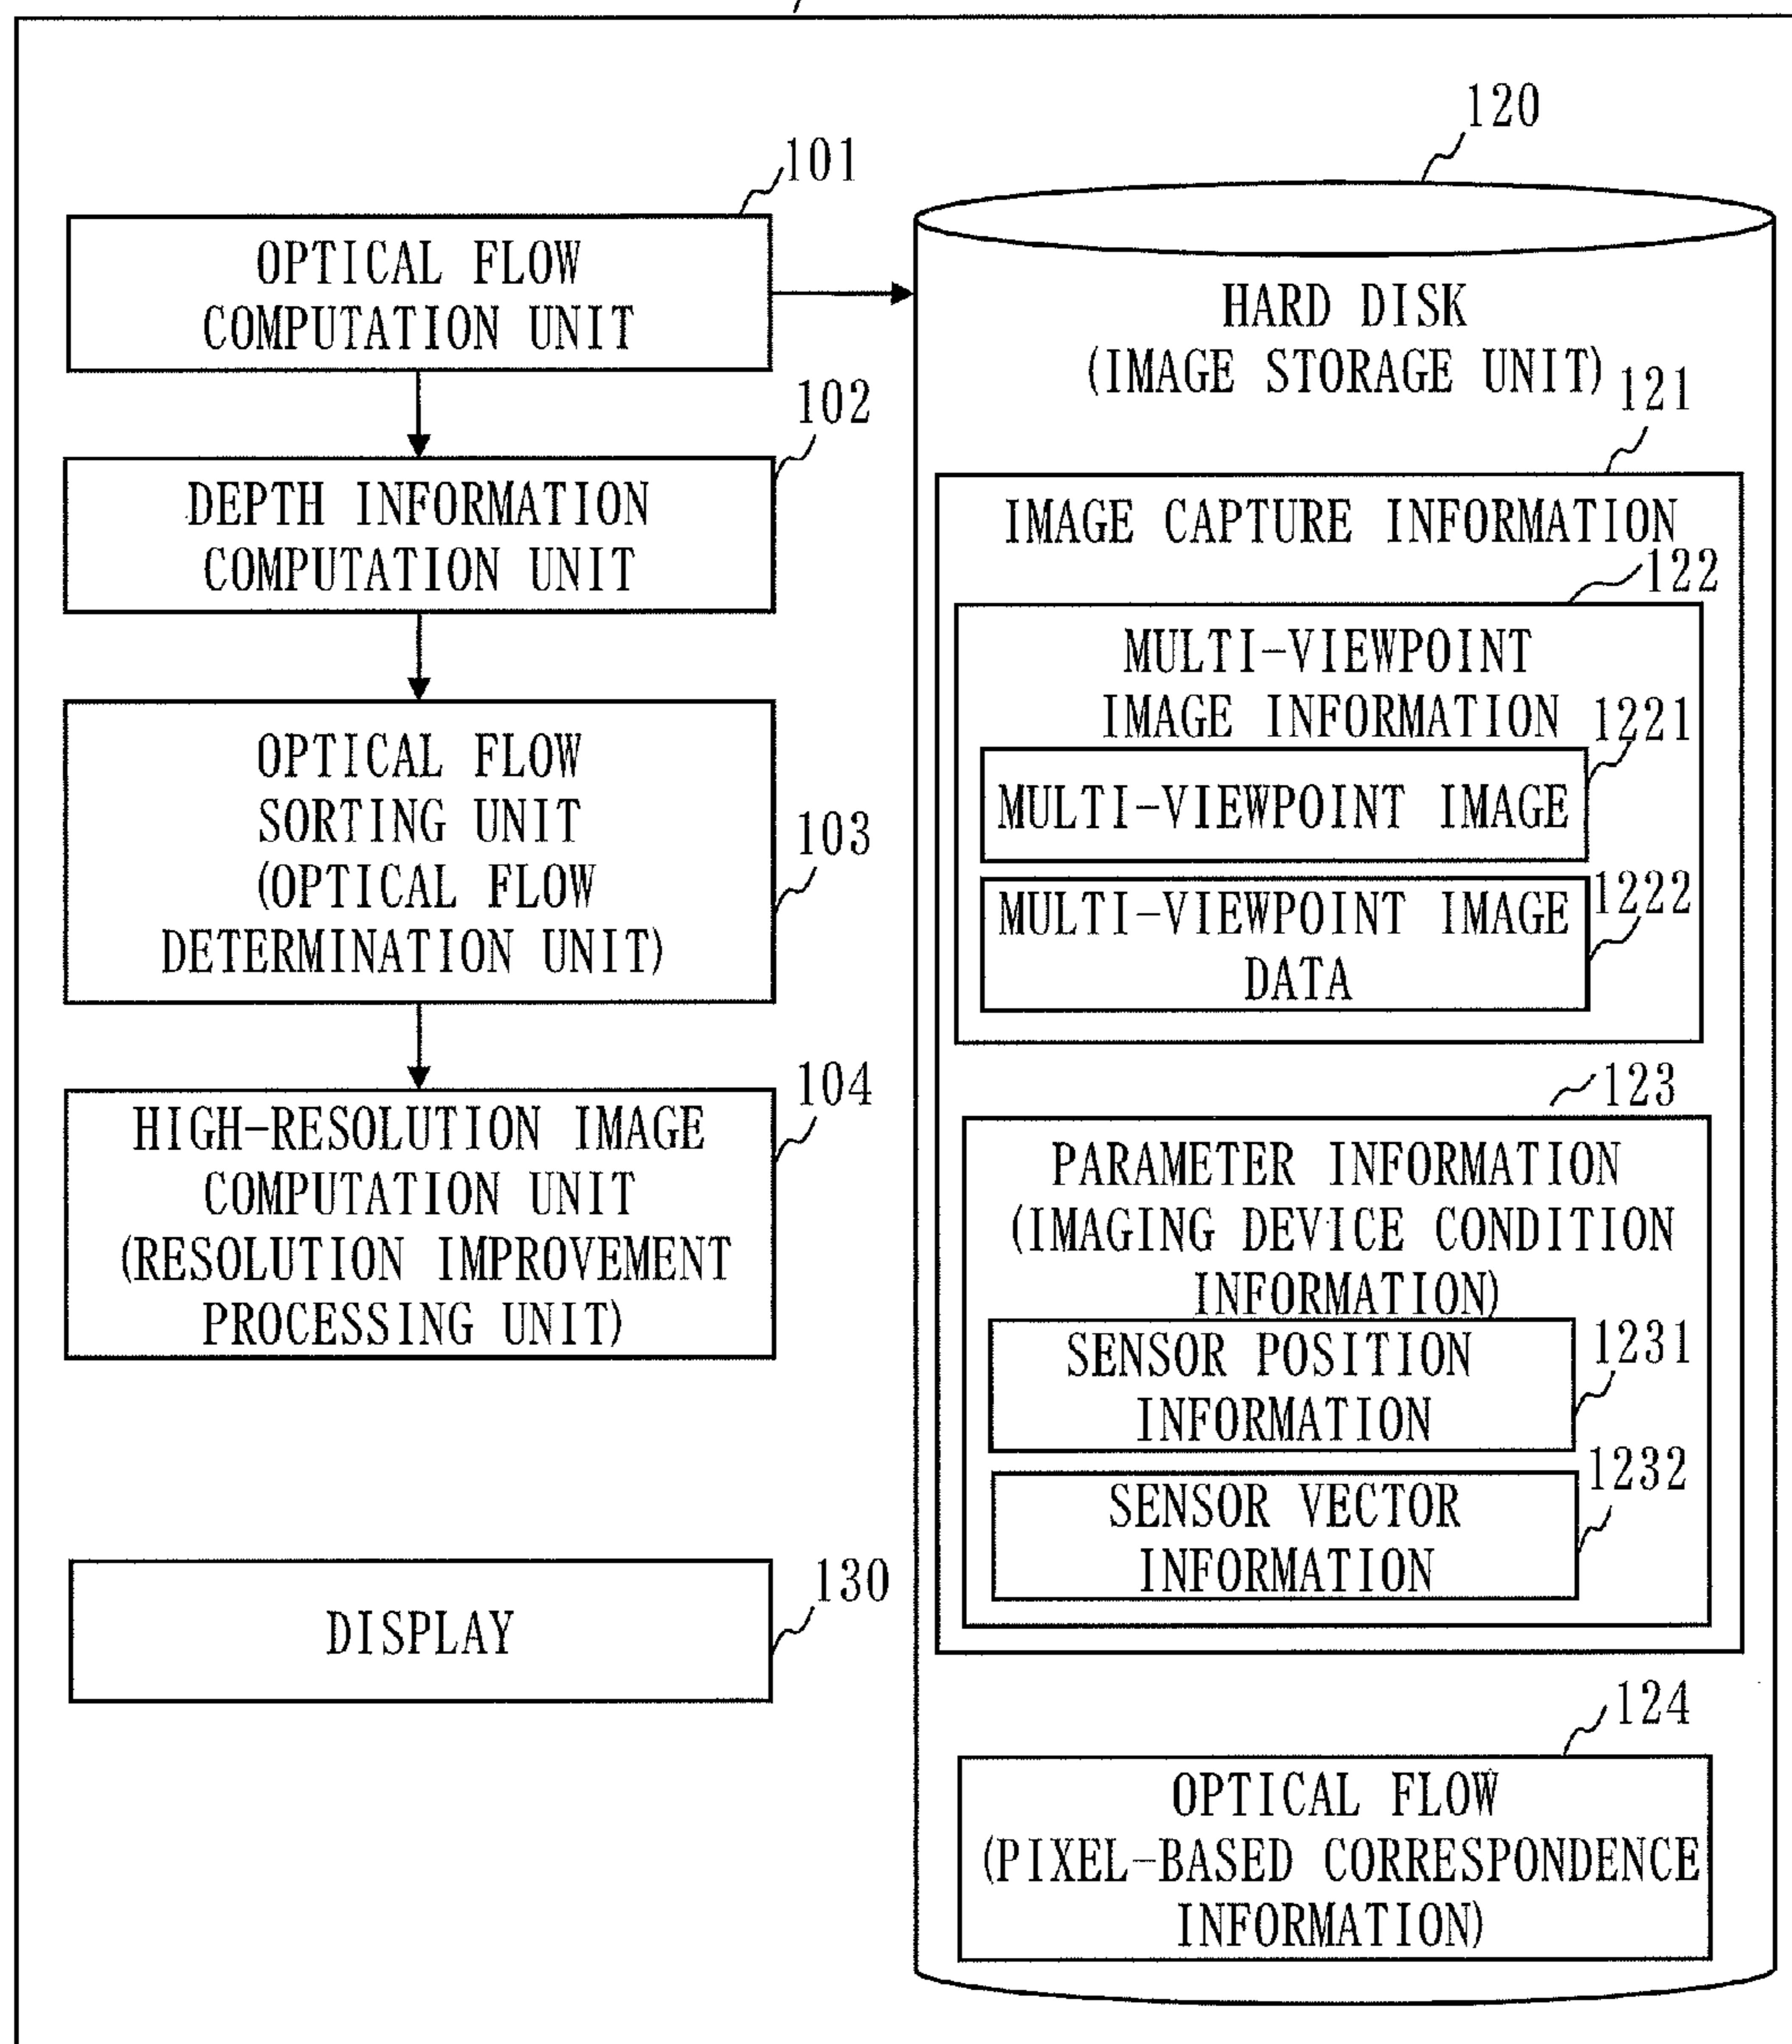 101
OPTICAL FLOW
COMPUTATION UNIT
102
DEPTH INFORMATION
COMPUTATION UNIT
OPTICAL FLOW
SORTING UNIT
(OPTICAL FLOW
DETERMINATION UNIT)
103
104
HIGH-RESOLUTION IMAGE
COMPUTATION UNIT
(RESOLUTION IMPROVEMENT
PROCESSING UNIT)
130
DISPLAY
120
HARD DISK
(IMAGE STORAGE UNIT)
121
IMAGE CAPTURE INFORMATION
122
MULTI-VIEWPOINT
IMAGE INFORMATION
1221
MULTI-VIEWPOINT IMAGE
1222
MULTI-VIEWPOINT IMAGE
DATA
123
PARAMETER INFORMATION
(IMAGING DEVICE CONDITION
INFORMATION)
1231
SENSOR POSITION
INFORMATION
1232
SENSOR VECTOR
INFORMATION
124
OPTICAL FLOW
(PIXEL-BASED CORRESPONDENCE
INFORMATION)